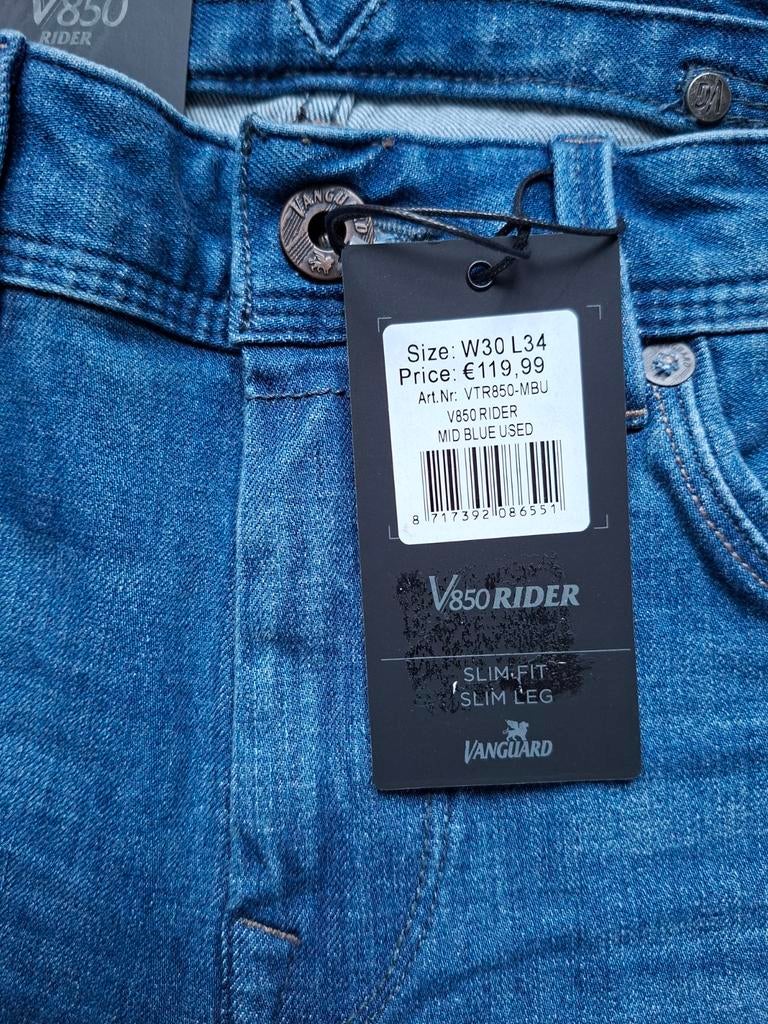 V850
RIDER
VANGUARD
Size: W30 L34
Price: €119,99
Art.Nr: VTR850-MBU
V850 RIDER
MID BLUE USED
8 717392 086551
V850 RIDER
SLIM FIT
SLIM LEG
VANGUARD